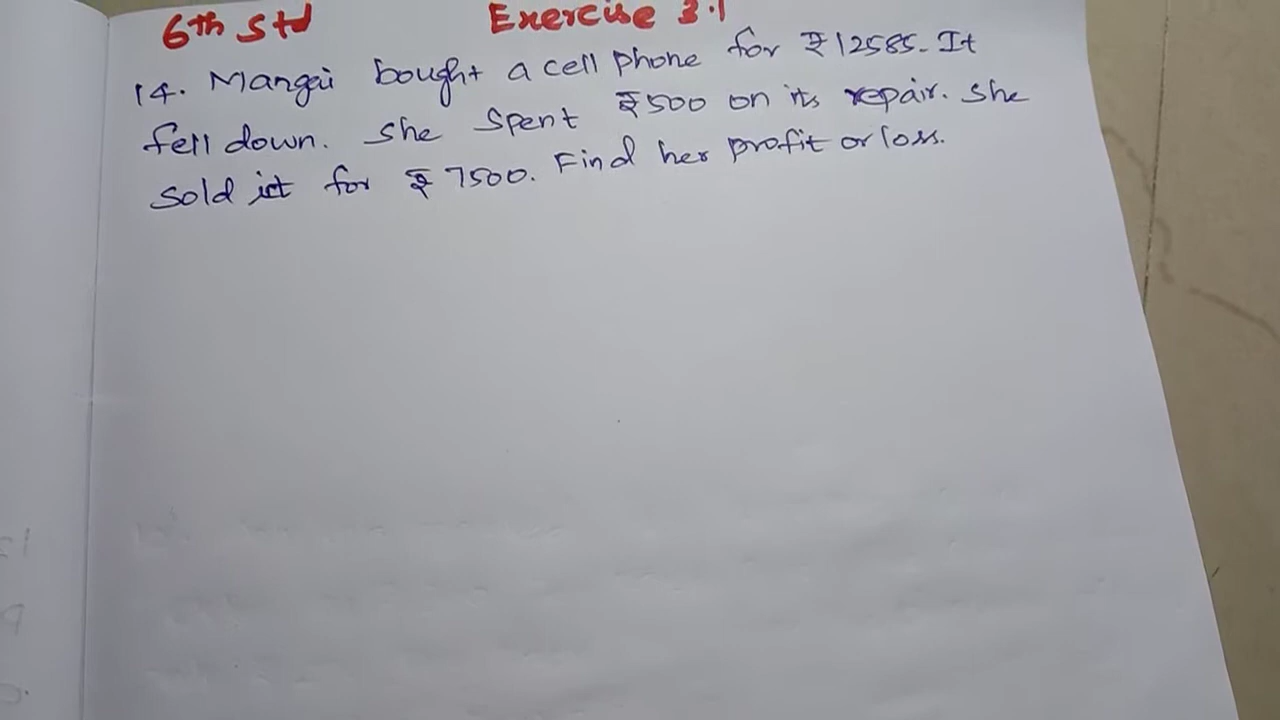 6th Std Exercise 3.1
14. Mangai bought a cell phone for ₹12585. It
fell down. she spent ₹500 on its repair. She
sold it for ₹7500. Find her profit or loss.